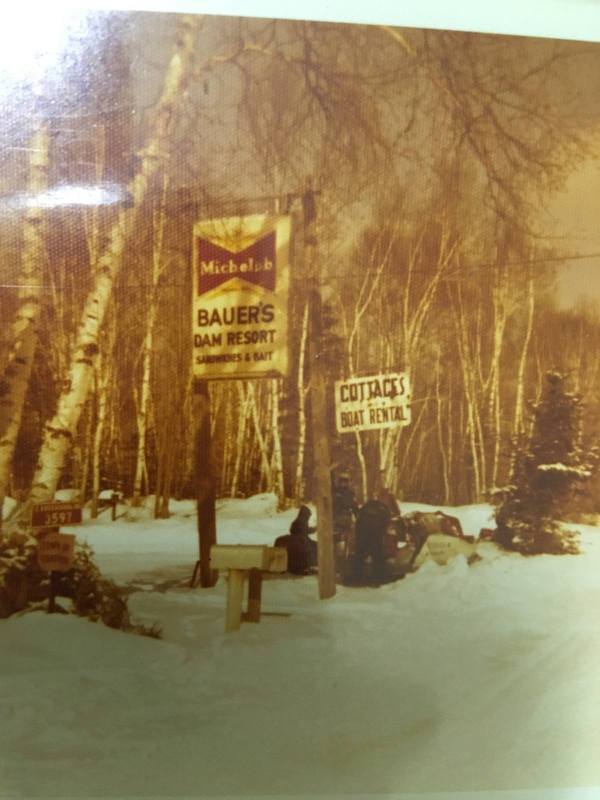 Michelob
BAUER'S
DAM RESORT
SANDWICHES & BAIT
COTTAGES
BOAT RENTAL
3597